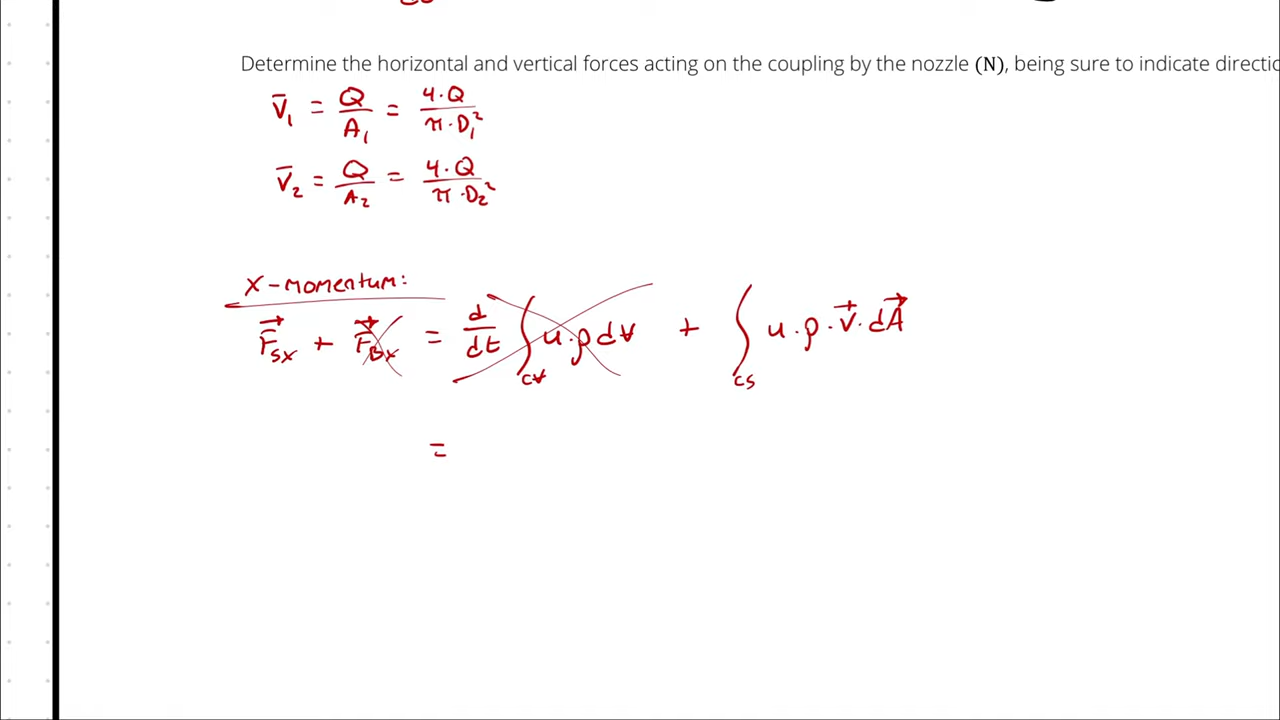 Determine the horizontal and vertical forces acting on the coupling by the nozzle (N), being sure to indicate directio
V̄₁ = Q/A₁ = 4·Q/π·D₁²
V̄₂ = Q/A₂ = 4·Q/π·D₂²
X-momentum:
F⃗sx + F⃗Bx = d/dt ∫cV̶ u·ρdV̶ + ∫cs u·ρ·V⃗·dA⃗
=